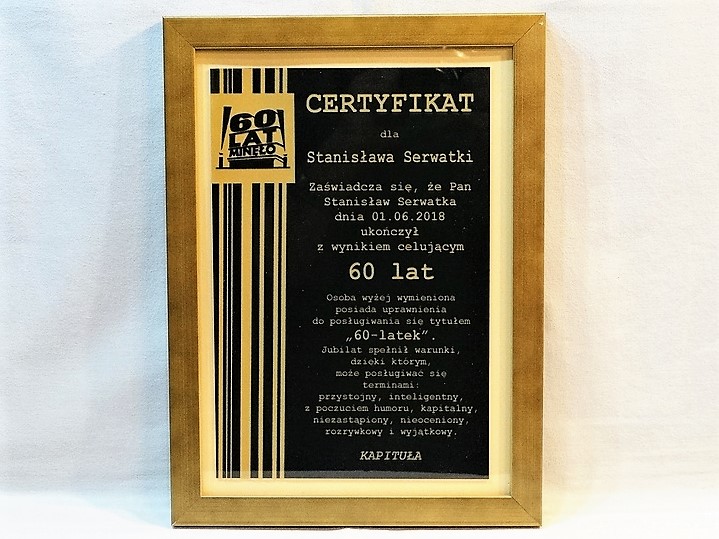 60
LAT
MINĘŁO
CERTYFIKAT
dla
Stanisława Serwatki
Zaświadcza się, że Pan
Stanisław Serwatka
dnia 01.06.2018
ukończył
z wynikiem celującym
60 lat
Osoba wyżej wymieniona
posiada uprawnienia
do posługiwania się tytułem
„60-latek".
Jubilat spełnił warunki,
dzięki którym,
może posługiwać się
terminami:
przystojny, inteligentny,
z poczuciem humoru, kapitalny,
niezastąpiony, nieoceniony,
rozrywkowy i wyjątkowy.
KAPITUŁA